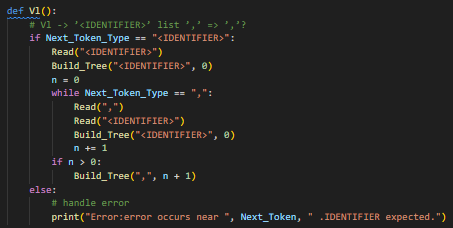 def Vl():
    # Vl -> ‘<IDENTIFIER>’ list ‘,’ => ‘,’?
    if Next_Token_Type == "<IDENTIFIER>":
        Read("<IDENTIFIER>")
        Build_Tree("<IDENTIFIER>", 0)
        n = 0
        while Next_Token_Type == ",":
            Read(",")
            Read("<IDENTIFIER>")
            Build_Tree("<IDENTIFIER>", 0)
            n += 1
        if n > 0:
            Build_Tree(",", n + 1)
    else:
        # handle error
        print("Error:error occurs near ", Next_Token, " .IDENTIFIER expected.")